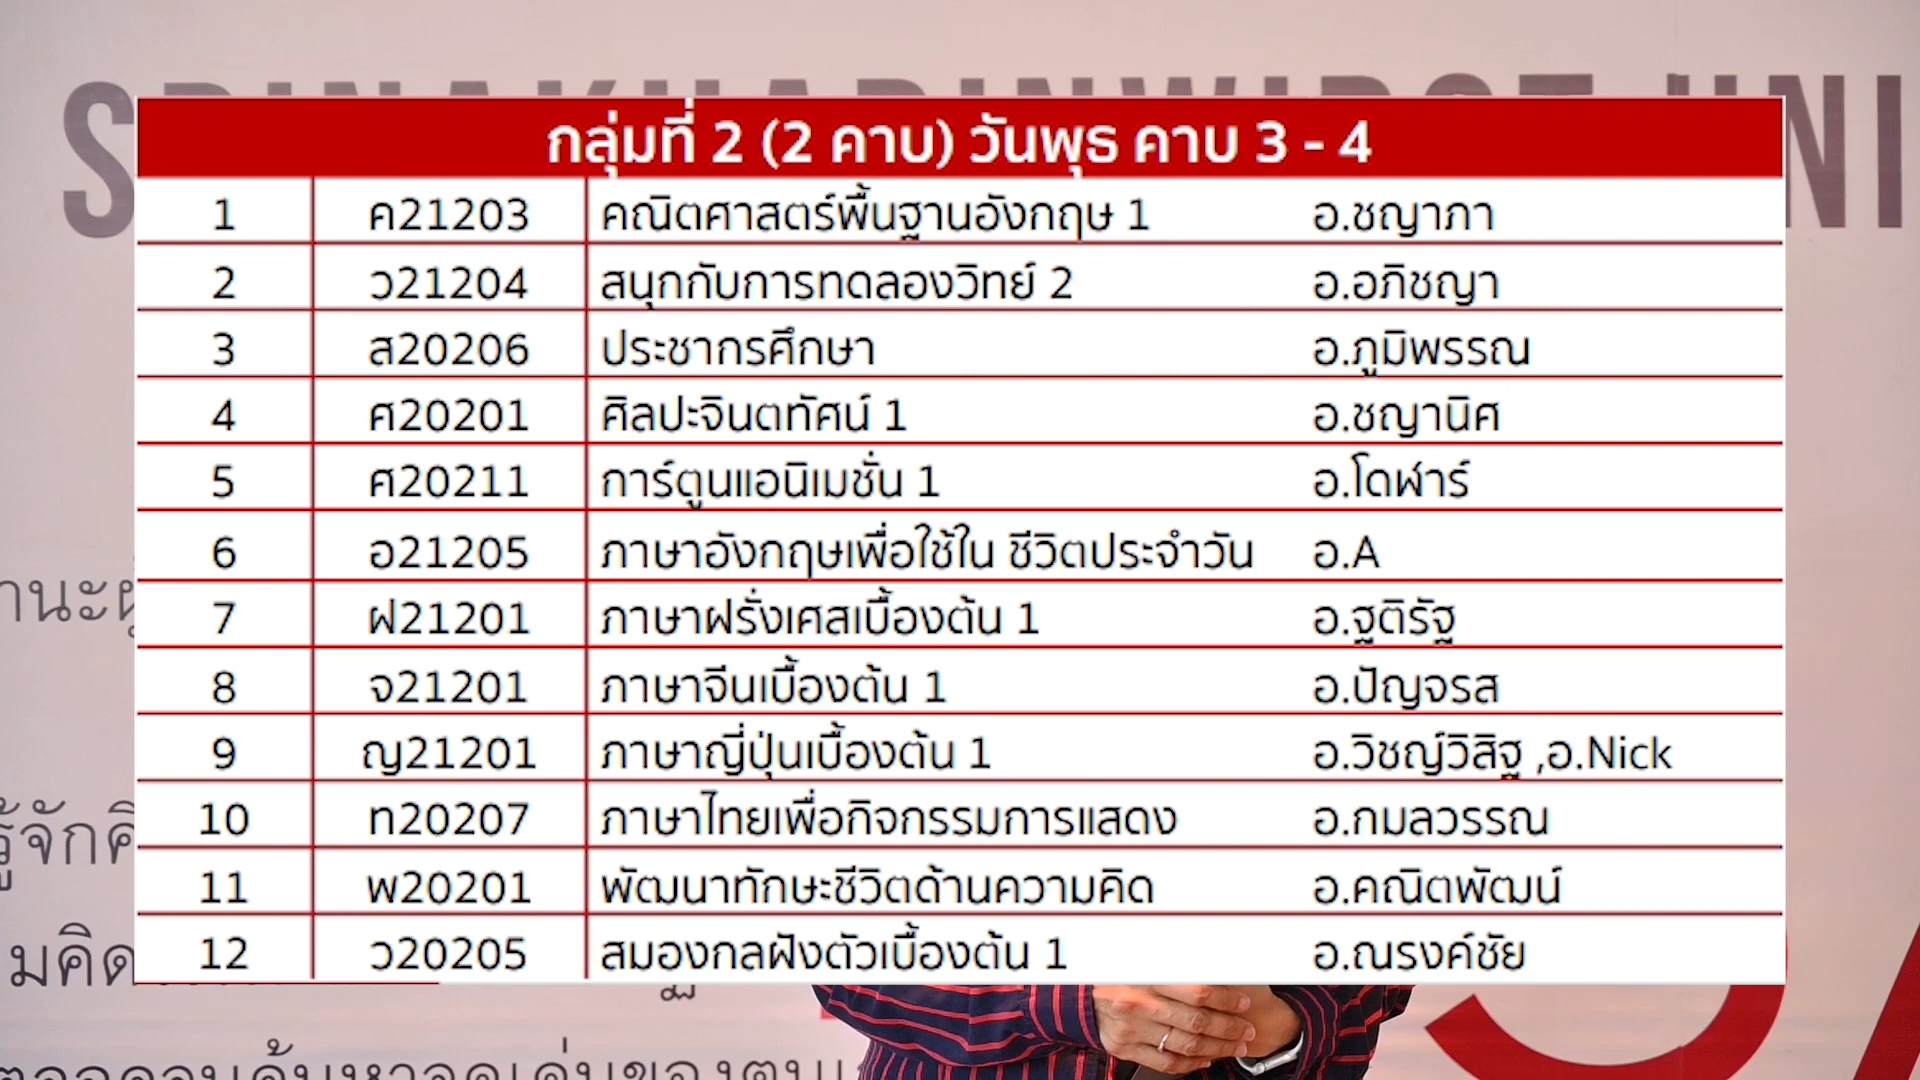 กลุ่มที่ 2 (2 คาบ) วันพุธ คาบ 3 - 4
1 ค21203 คณิตศาสตร์พื้นฐานอังกฤษ 1 อ.ชญาภา
2 ว21204 สนุกกับการทดลองวิทย์ 2 อ.อภิชญา
3 ส20206 ประชากรศึกษา อ.ภูมิพรรณ
4 ศ20201 ศิลปะจินตทัศน์ 1 อ.ชญานิศ
5 ศ20211 การ์ตูนแอนิเมชั่น 1 อ.โดฬาร์
6 อ21205 ภาษาอังกฤษเพื่อใช้ใน ชีวิตประจำวัน อ.A
7 ฝ21201 ภาษาฝรั่งเศสเบื้องต้น 1 อ.ฐติรัฐ
8 จ21201 ภาษาจีนเบื้องต้น 1 อ.ปัญจรส
9 ญ21201 ภาษาญี่ปุ่นเบื้องต้น 1 อ.วิชญ์วิสิฐ ,อ.Nick
10 ท20207 ภาษาไทยเพื่อกิจกรรมการแสดง อ.กมลวรรณ
11 พ20201 พัฒนาทักษะชีวิตด้านความคิด อ.คณิตพัฒน์
12 ว20205 สมองกลฝังตัวเบื้องต้น 1 อ.ณรงค์ชัย